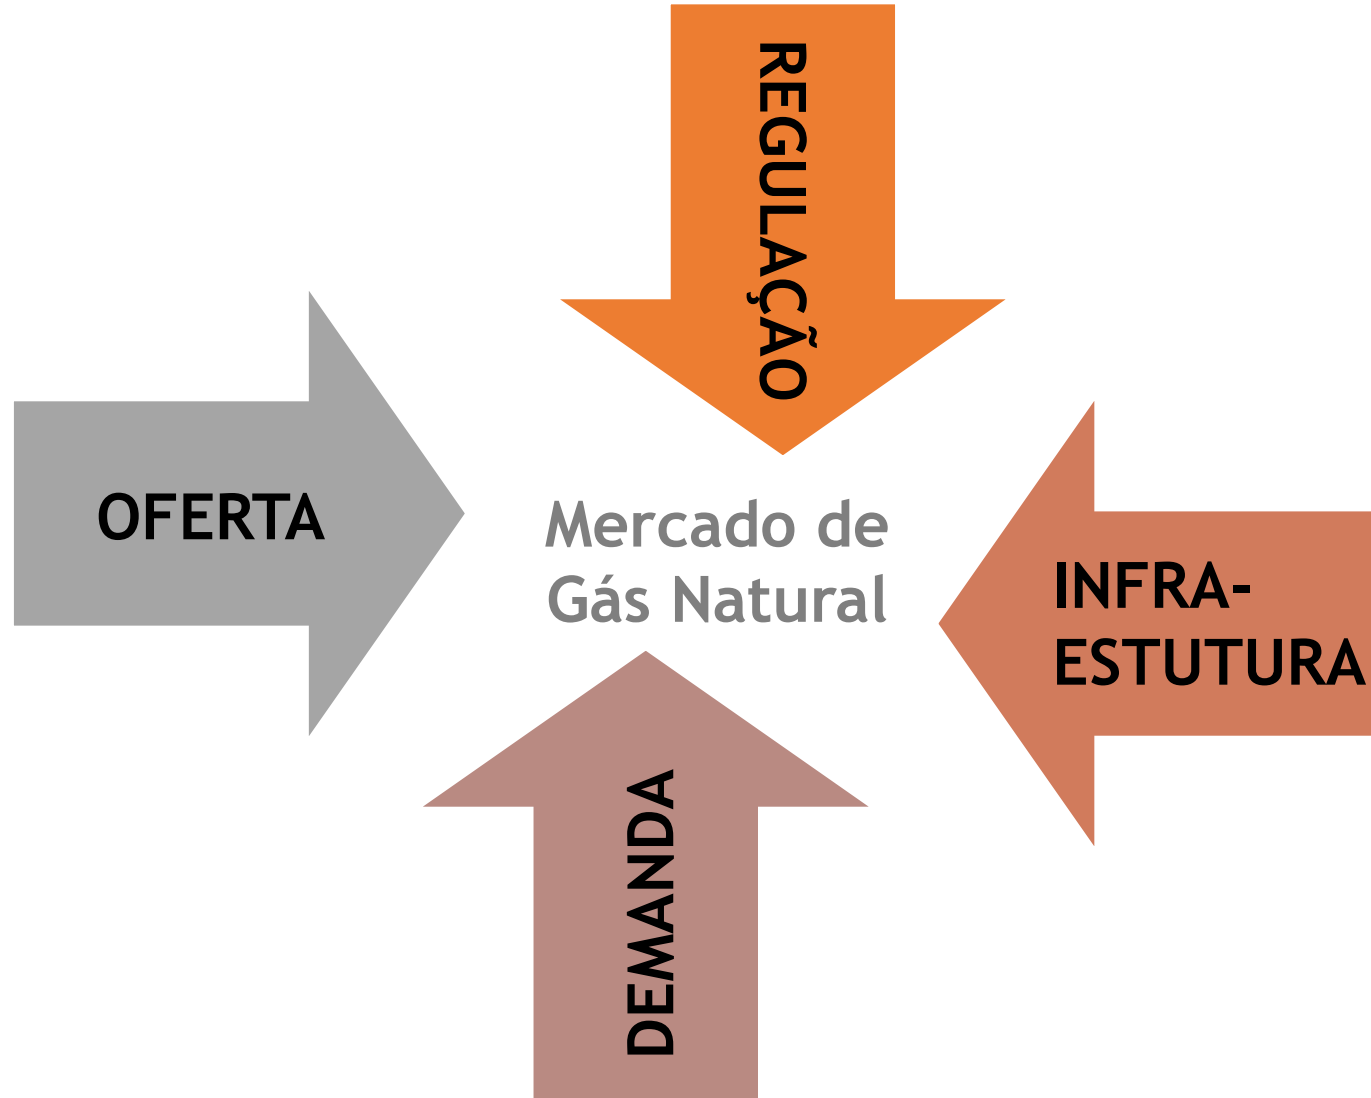 REGULAÇÃO
OFERTA
Mercado de
Gás Natural
INFRA-
ESTUTURA
DEMANDA